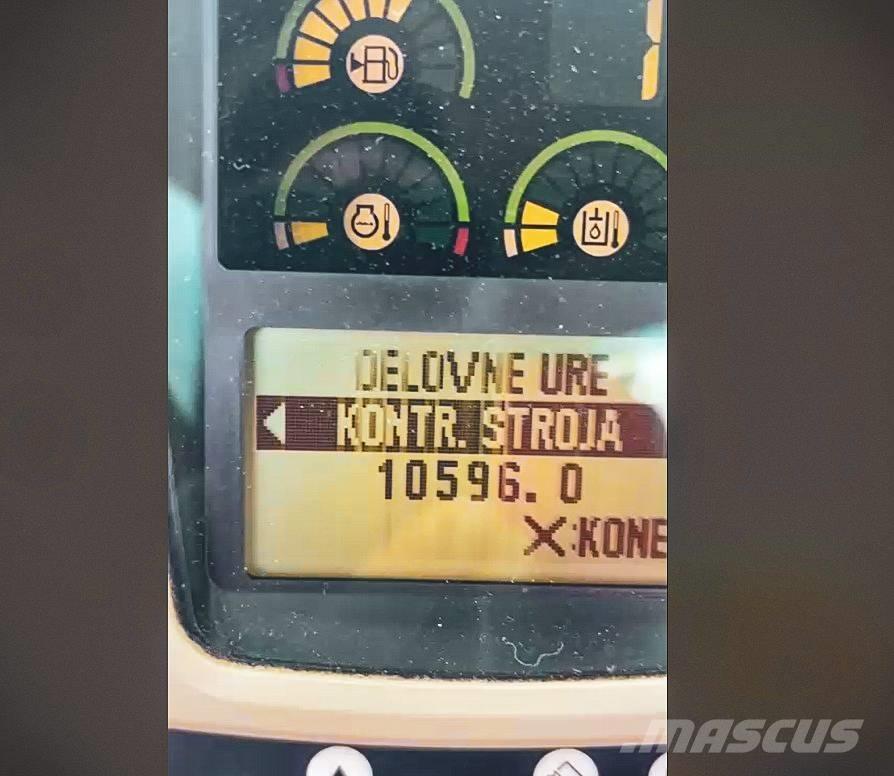 DELOVNE URE
KONTR. STROJA
10596.0
X:KONE
MASCUS